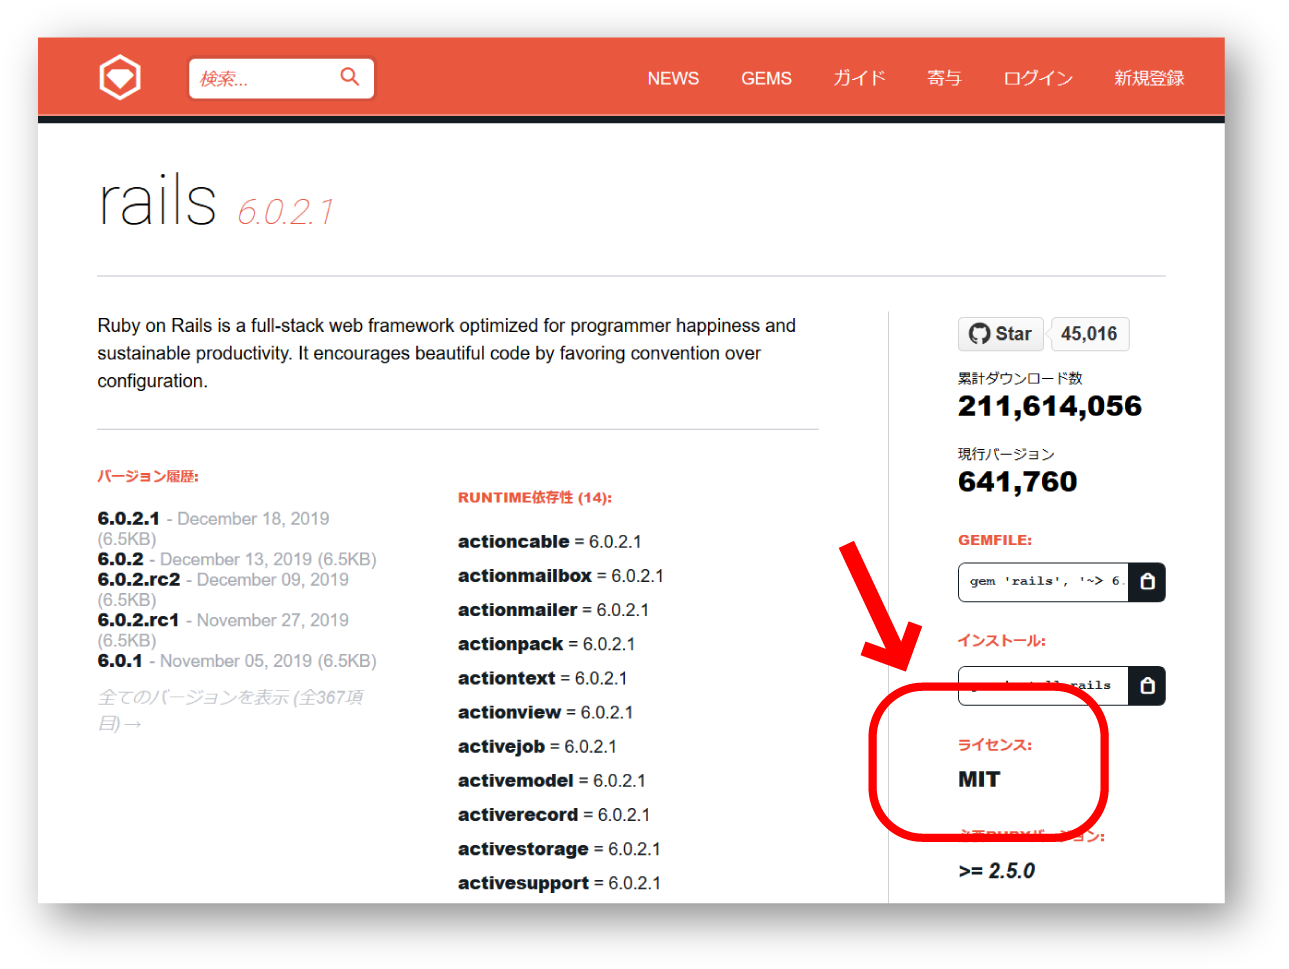 検索...
NEWS GEMS ガイド 寄与 ログイン 新規登録
rails 6.0.2.1
Ruby on Rails is a full-stack web framework optimized for programmer happiness and
sustainable productivity. It encourages beautiful code by favoring convention over
configuration.
バージョン履歴:
6.0.2.1 - December 18, 2019
(6.5KB)
6.0.2 - December 13, 2019 (6.5KB)
6.0.2.rc2 - December 09, 2019
(6.5KB)
6.0.2.rc1 - November 27, 2019
(6.5KB)
6.0.1 - November 05, 2019 (6.5KB)
全てのバージョンを表示 (全367項
目) →
RUNTIME依存性 (14):
actioncable = 6.0.2.1
actionmailbox = 6.0.2.1
actionmailer = 6.0.2.1
actionpack = 6.0.2.1
actiontext = 6.0.2.1
actionview = 6.0.2.1
activejob = 6.0.2.1
activemodel = 6.0.2.1
activerecord = 6.0.2.1
activestorage = 6.0.2.1
activesupport = 6.0.2.1
Star 45,016
累計ダウンロード数
211,614,056
現行バージョン
641,760
GEMFILE:
gem 'rails', '~> 6.
インストール:
rails
ライセンス:
MIT
必要RUBYバージョン:
>= 2.5.0